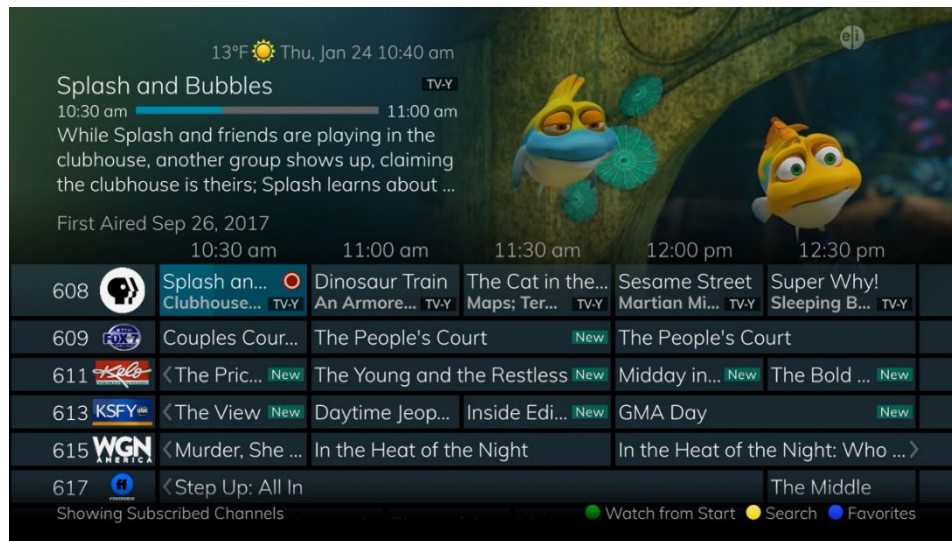 ei
13°F Thu, Jan 24 10:40 am
Splash and Bubbles TV-Y
10:30 am 11:00 am
While Splash and friends are playing in the
clubhouse, another group shows up, claiming
the clubhouse is theirs; Splash learns about ...
First Aired Sep 26, 2017
10:30 am 11:00 am 11:30 am 12:00 pm 12:30 pm
608 Splash an... Dinosaur Train The Cat in the... Sesame Street Super Why!
Clubhouse... TV-Y An Armore... TV-Y Maps; Ter... TV-Y Martian Mi... TV-Y Sleeping B... TV-Y
609 FOX 7 Couples Cour... The People's Court New The People's Court
611 Kelo The Pric... New The Young and the Restless New Midday in... New The Bold ... New
613 KSFY abc The View New Daytime Jeop... Inside Edi... New GMA Day New
615 WGN AMERICA Murder, She ... In the Heat of the Night In the Heat of the Night: Who ...
617 Step Up: All In The Middle
Showing Subscribed Channels Watch from Start Search Favorites